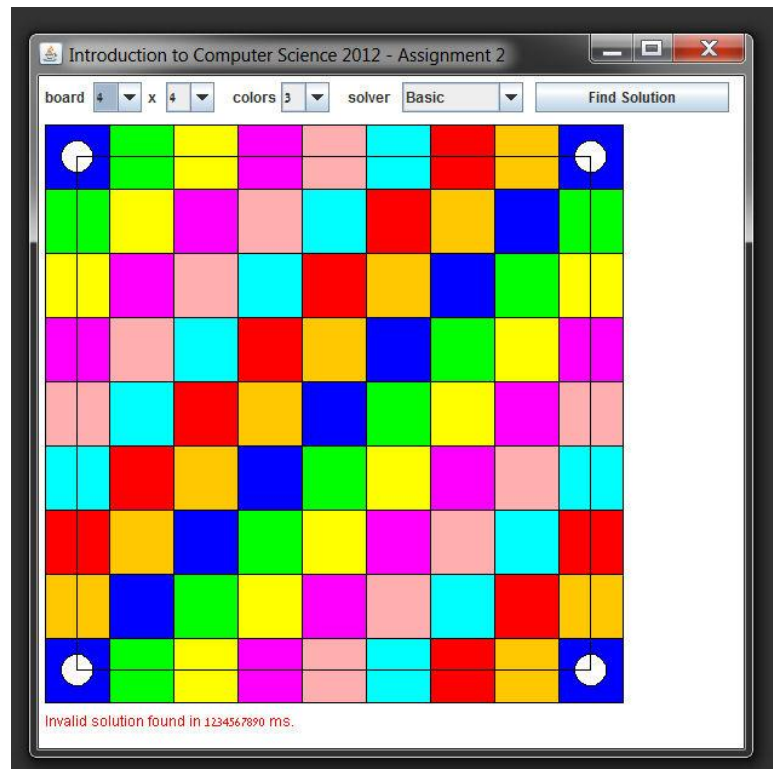 Introduction to Computer Science 2012 - Assignment 2
board 4 x 4 colors 3 solver Basic Find Solution
Invalid solution found in 1234567890 ms.